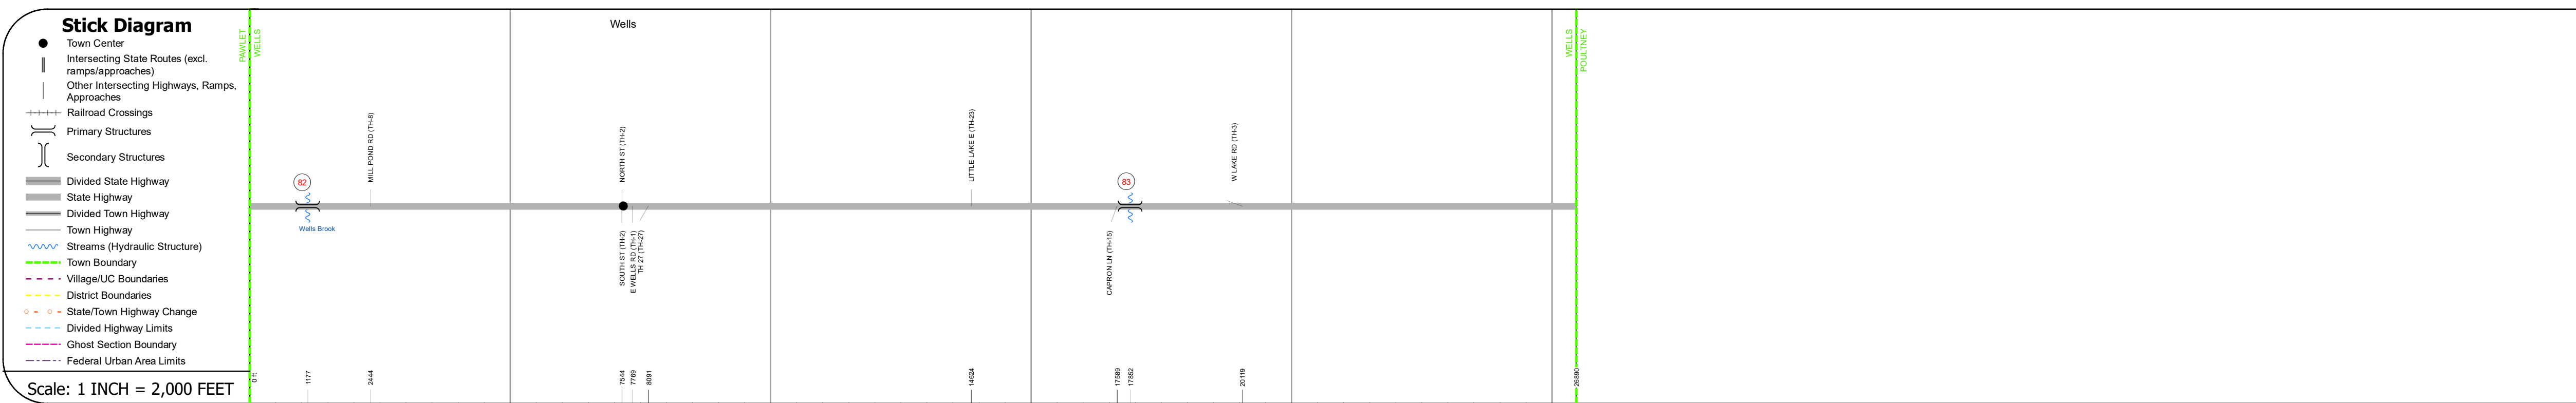 Stick Diagram
Town Center
Intersecting State Routes (excl.
ramps/approaches)
Other Intersecting Highways, Ramps,
Approaches
Railroad Crossings
Primary Structures
Secondary Structures
Divided State Highway
State Highway
Divided Town Highway
Town Highway
Streams (Hydraulic Structure)
Town Boundary
Village/UC Boundaries
District Boundaries
State/Town Highway Change
Divided Highway Limits
Ghost Section Boundary
Federal Urban Area Limits
Scale: 1 INCH = 2,000 FEET
PAWLET
WELLS
Wells
WELLS
POULTNEY
82
Wells Brook
MILL POND RD (TH-8)
NORTH ST (TH-2)
SOUTH ST (TH-2)
E WELLS RD (TH-1)
TH 27 (TH-27)
LITTLE LAKE E (TH-23)
CAPRON LN (TH-15)
83
W LAKE RD (TH-3)
0 ft
1177
2444
7544
7769
8091
14624
17589
17852
20119
26890